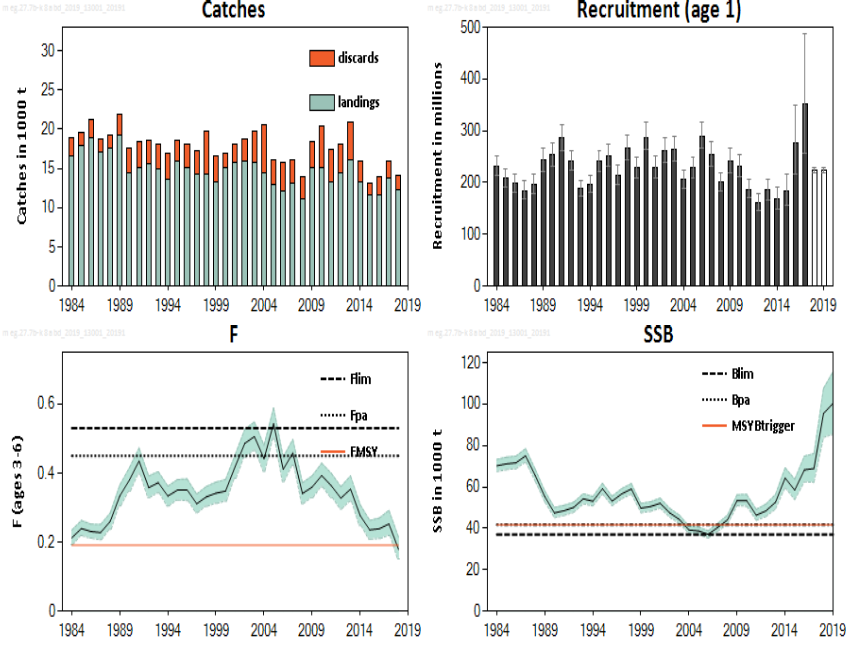 Catches
Catches in 1000 t
30
25
20
15
10
5
0
discards
landings
1984 1989 1994 1999 2004 2009 2014 2019
Recruitment (age 1)
Recruitment in millions
500
400
300
200
100
0
1984 1989 1994 1999 2004 2009 2014 2019
F
F (ages 3-6)
0.6
0.4
0.2
0
Flim
Fpa
FMSY
1984 1989 1994 1999 2004 2009 2014 2019
SSB
SSB in 1000 t
120
100
80
60
40
20
0
Blim
Bpa
MSYBtrigger
1984 1989 1994 1999 2004 2009 2014 2019